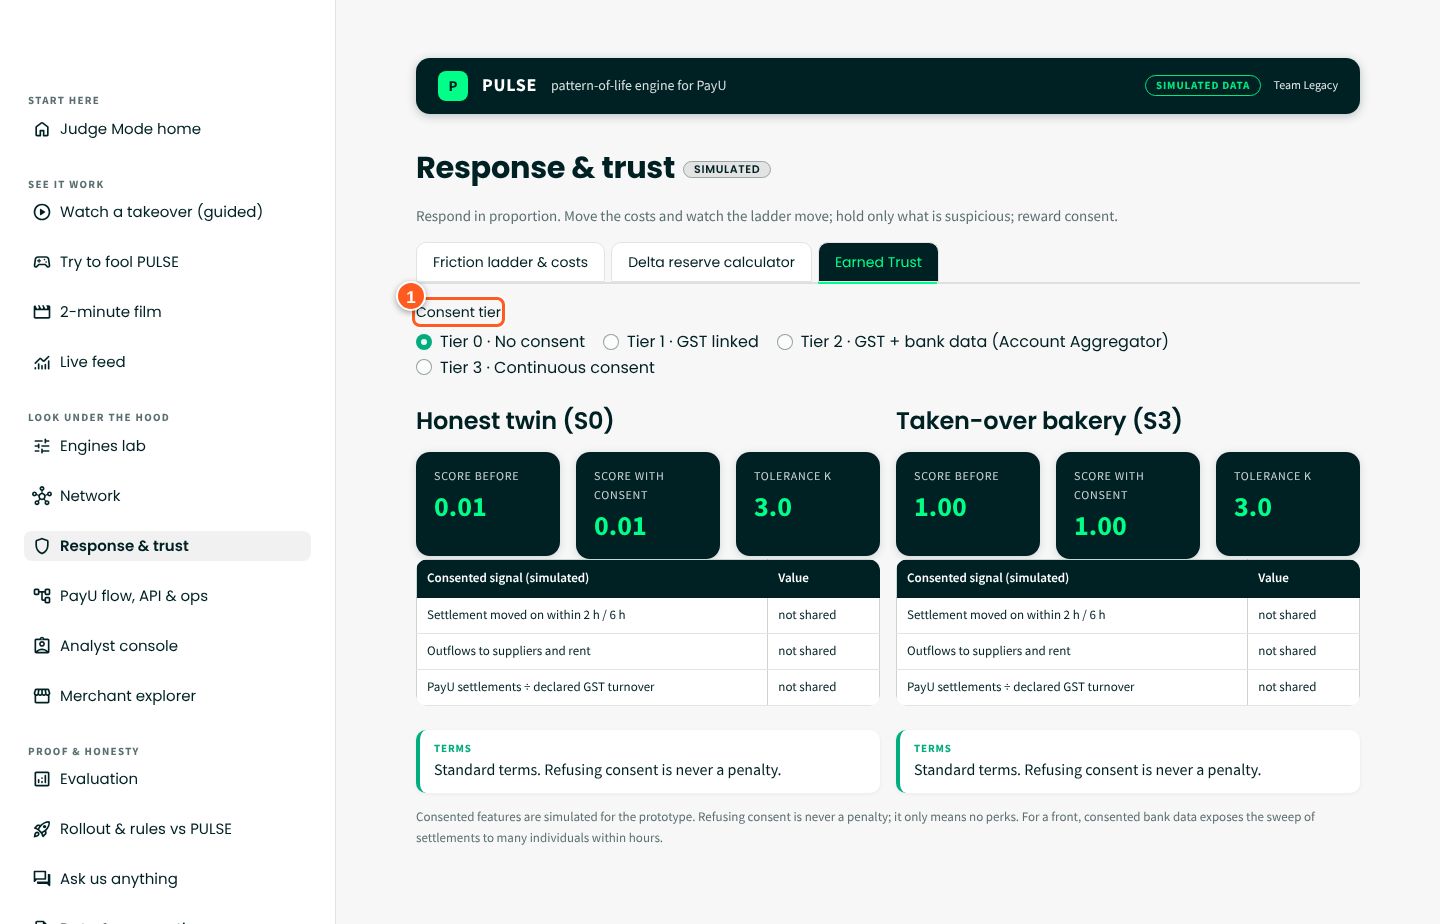 START HERE
Judge Mode home
SEE IT WORK
Watch a takeover (guided)
Try to fool PULSE
2-minute film
Live feed
LOOK UNDER THE HOOD
Engines lab
Network
Response & trust
PayU flow, API & ops
Analyst console
Merchant explorer
PROOF & HONESTY
Evaluation
Rollout & rules vs PULSE
Ask us anything
P PULSE pattern-of-life engine for PayU SIMULATED DATA Team Legacy
Response & trust SIMULATED
Respond in proportion. Move the costs and watch the ladder move; hold only what is suspicious; reward consent.
Friction ladder & costs Delta reserve calculator Earned Trust
1
Consent tier
Tier 0 · No consent Tier 1 · GST linked Tier 2 · GST + bank data (Account Aggregator)
Tier 3 · Continuous consent
Honest twin (S0)
SCORE BEFORE
0.01
SCORE WITH
CONSENT
0.01
TOLERANCE K
3.0
Consented signal (simulated) Value
Settlement moved on within 2 h / 6 h not shared
Outflows to suppliers and rent not shared
PayU settlements ÷ declared GST turnover not shared
TERMS
Standard terms. Refusing consent is never a penalty.
Taken-over bakery (S3)
SCORE BEFORE
1.00
SCORE WITH
CONSENT
1.00
TOLERANCE K
3.0
Consented signal (simulated) Value
Settlement moved on within 2 h / 6 h not shared
Outflows to suppliers and rent not shared
PayU settlements ÷ declared GST turnover not shared
TERMS
Standard terms. Refusing consent is never a penalty.
Consented features are simulated for the prototype. Refusing consent is never a penalty; it only means no perks. For a front, consented bank data exposes the sweep of
settlements to many individuals within hours.